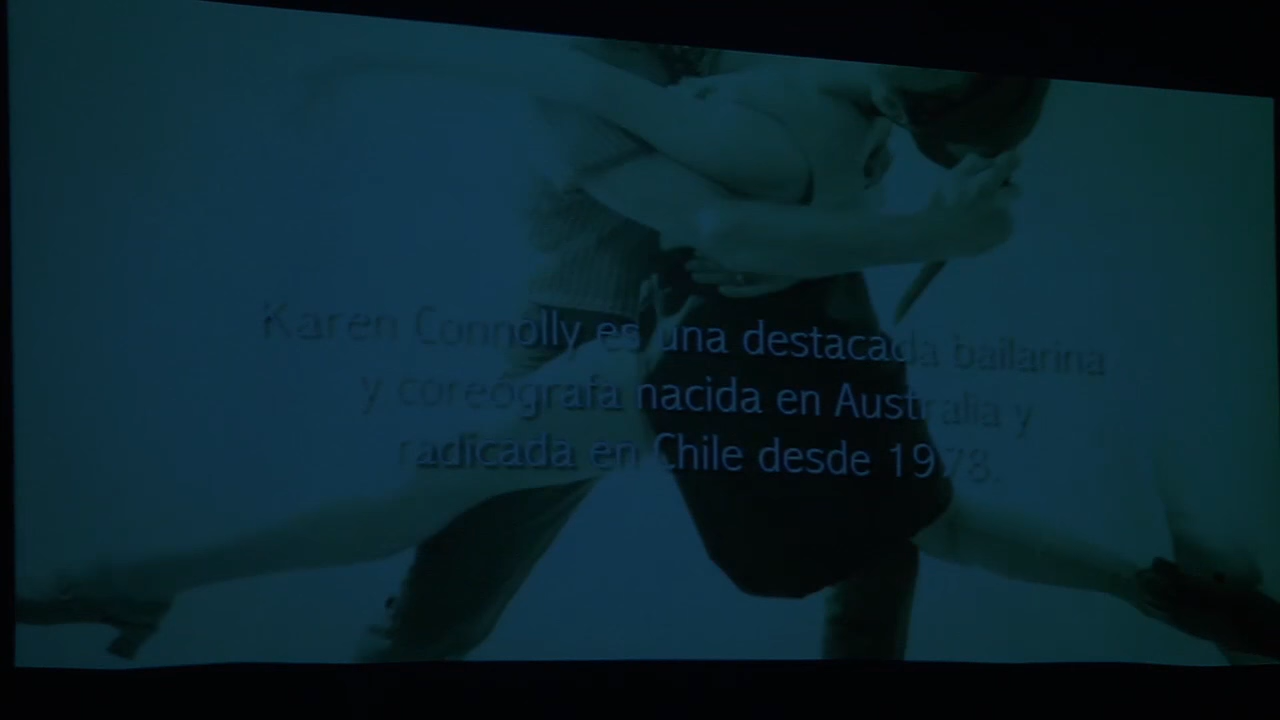 Karen Connolly es una destacada bailarina
y coreógrafa nacida en Australia y
radicada en Chile desde 1978.